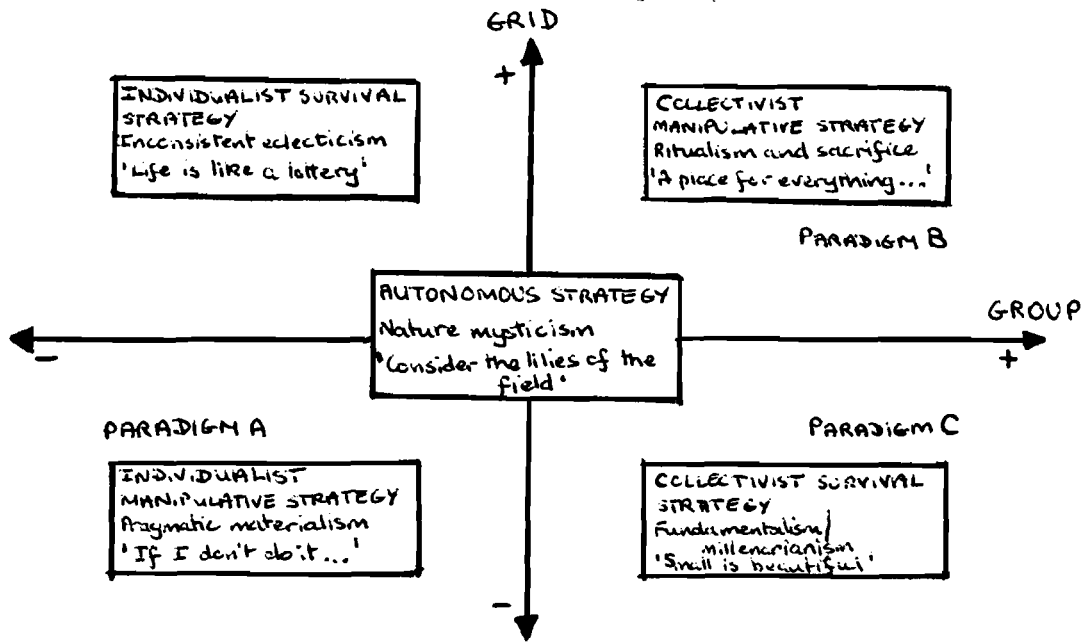 GRID
+
INDIVIDUALIST SURVIVAL
STRATEGY
Inconsistent eclecticism
'Life is like a lottery'
COLLECTIVIST
MANIPULATIVE STRATEGY
Ritualism and sacrifice
'A place for everything...'
PARADIGM B
AUTONOMOUS STRATEGY
Nature mysticism
'Consider the lilies of the
field'
GROUP
−
+
PARADIGM A
PARADIGM C
INDIVIDUALIST
MANIPULATIVE STRATEGY
Pragmatic materialism
'If I don't do it...'
COLLECTIVIST SURVIVAL
STRATEGY
Fundamentalism/
millenarianism
'Small is beautiful'
−